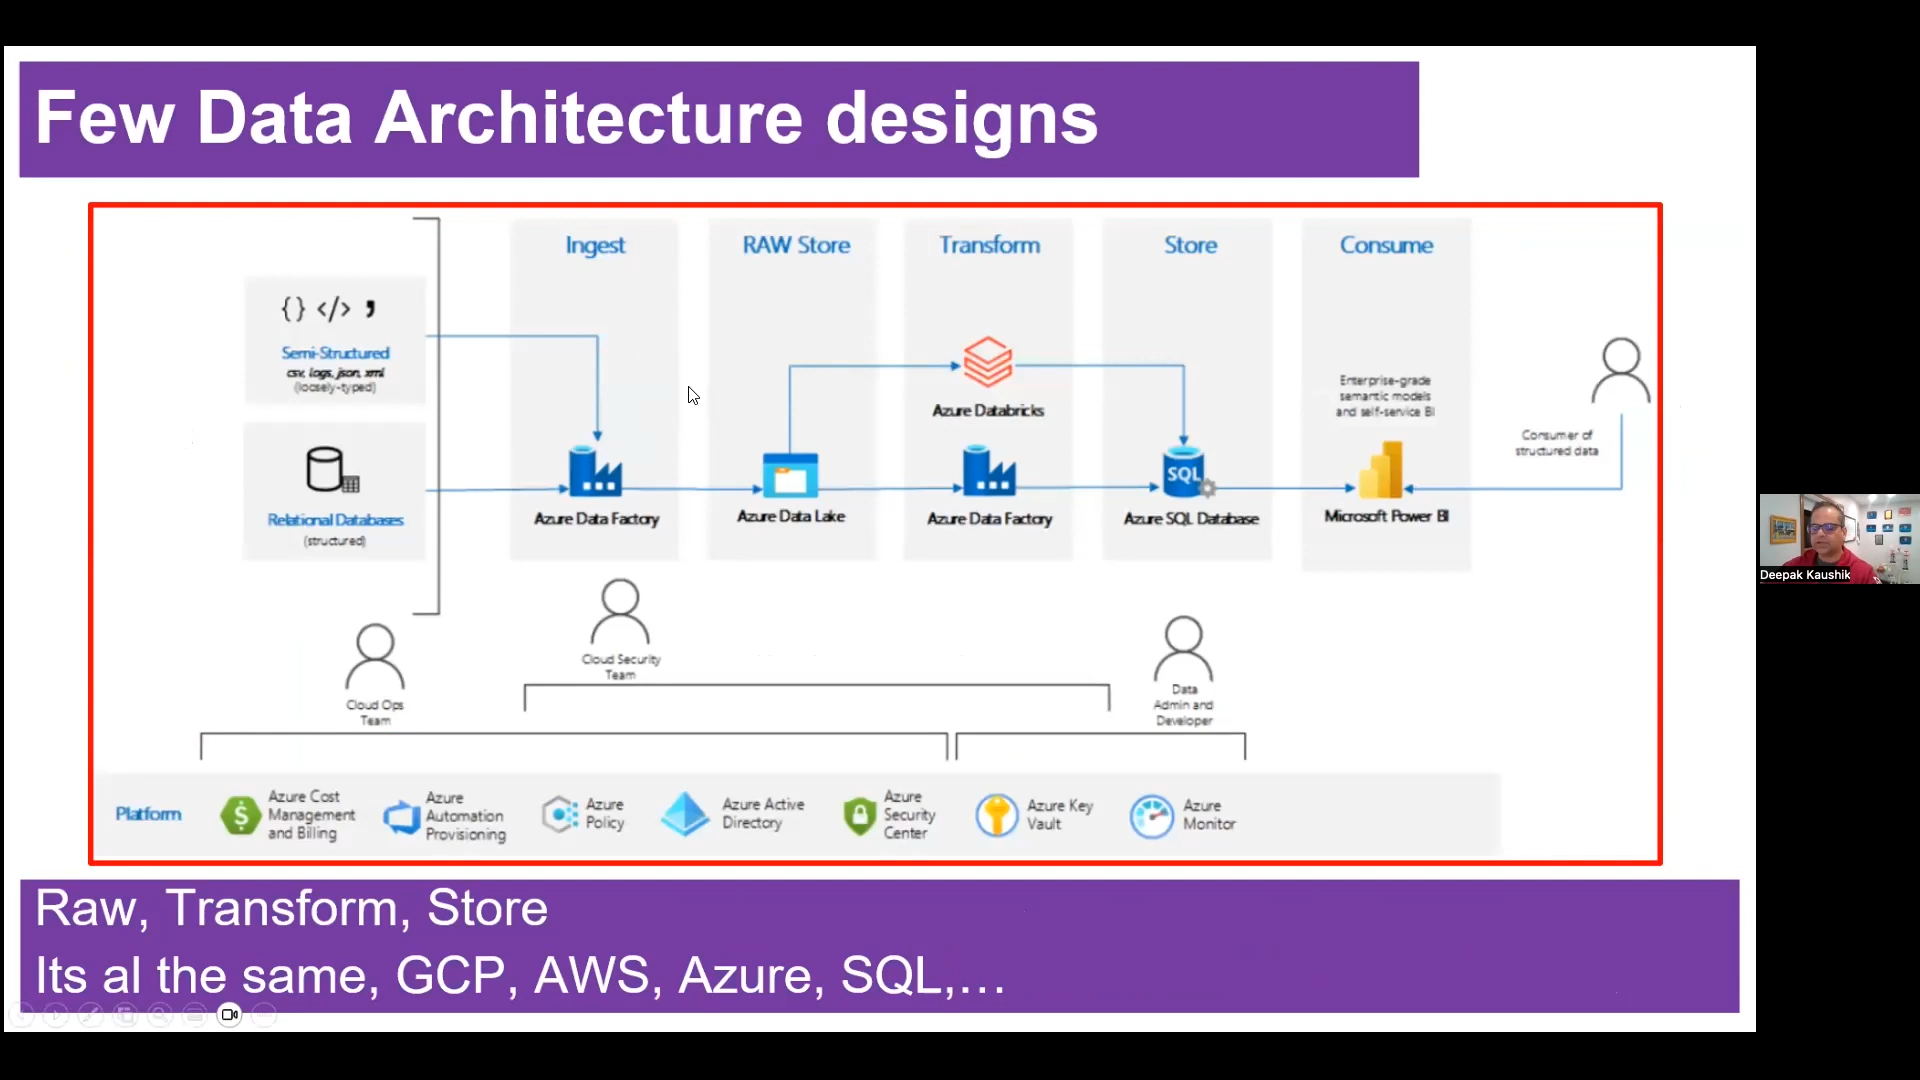 Few Data Architecture designs
Ingest
RAW Store
Transform
Store
Consume
{} </> ,
Semi-Structured
csv, logs, json, xml
(loosely-typed)
Relational Databases
(structured)
Azure Data Factory
Azure Data Lake
Azure Databricks
Azure Data Factory
SQL
Azure SQL Database
Enterprise-grade
semantic models
and self-service BI
Microsoft Power BI
Consumer of
structured data
Cloud Ops
Team
Cloud Security
Team
Data
Admin and
Developer
Platform
$
Azure Cost
Management
and Billing
Azure
Automation
Provisioning
Azure
Policy
Azure Active
Directory
Azure
Security
Center
Azure Key
Vault
Azure
Monitor
Raw, Transform, Store
Its al the same, GCP, AWS, Azure, SQL,...
Deepak Kaushik